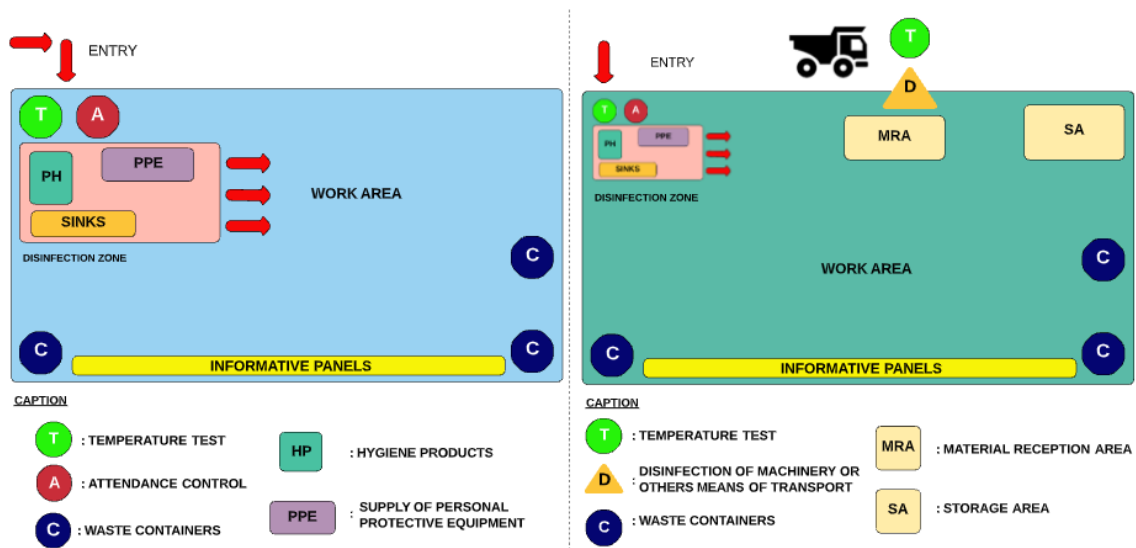 ENTRY
T
A
PH
PPE
SINKS
WORK AREA
DISINFECTION ZONE
C
C
C
INFORMATIVE PANELS
CAPTION
T : TEMPERATURE TEST
A : ATTENDANCE CONTROL
C : WASTE CONTAINERS
HP : HYGIENE PRODUCTS
PPE : SUPPLY OF PERSONAL
PROTECTIVE EQUIPMENT
ENTRY
T
D
T
A
PH
PPE
SINKS
MRA
SA
DISINFECTION ZONE
WORK AREA
C
C
C
INFORMATIVE PANELS
CAPTION
T : TEMPERATURE TEST
D : DISINFECTION OF MACHINERY OR
OTHERS MEANS OF TRANSPORT
C : WASTE CONTAINERS
MRA : MATERIAL RECEPTION AREA
SA : STORAGE AREA